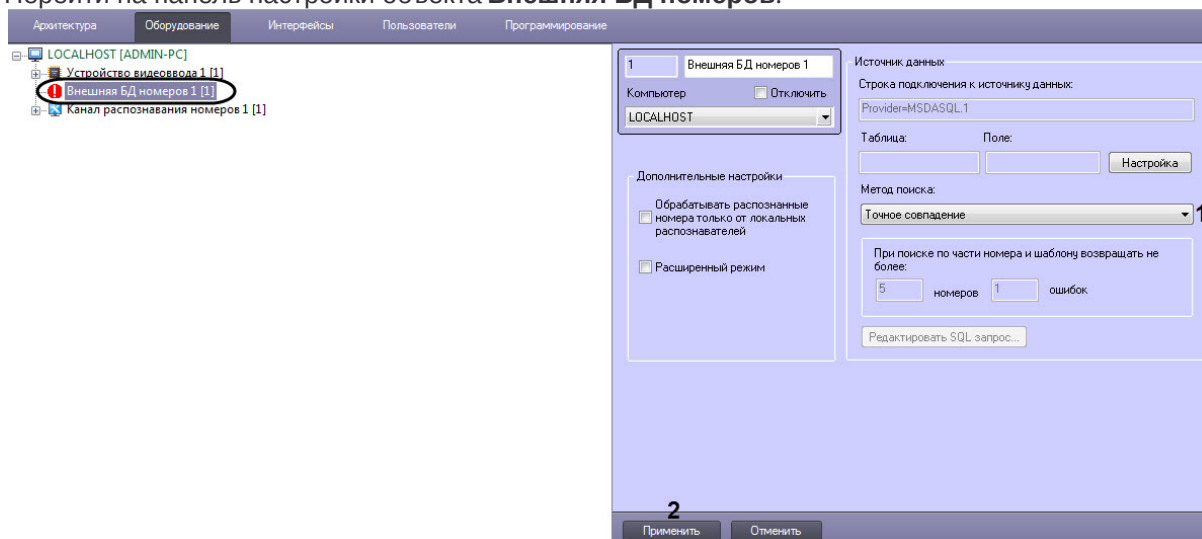 Перейти на панель настройки объекта Внешняя БД номеров.
Архитектура Оборудование Интерфейсы Пользователи Программирование
LOCALHOST [ADMIN-PC]
Устройство видеоввода 1 [1]
Внешняя БД номеров 1 [1]
Канал распознавания номеров 1 [1]
1 Внешняя БД номеров 1
Компьютер Отключить
LOCALHOST
Дополнительные настройки
Обрабатывать распознанные
номера только от локальных
распознавателей
Расширенный режим
Источник данных
Строка подключения к источнику данных:
Provider=MSDASQL.1
Таблица: Поле:
Настройка
Метод поиска:
Точное совпадение
1
При поиске по части номера и шаблону возвращать не
более:
5 номеров 1 ошибок
Редактировать SQL запрос...
2
Применить Отменить